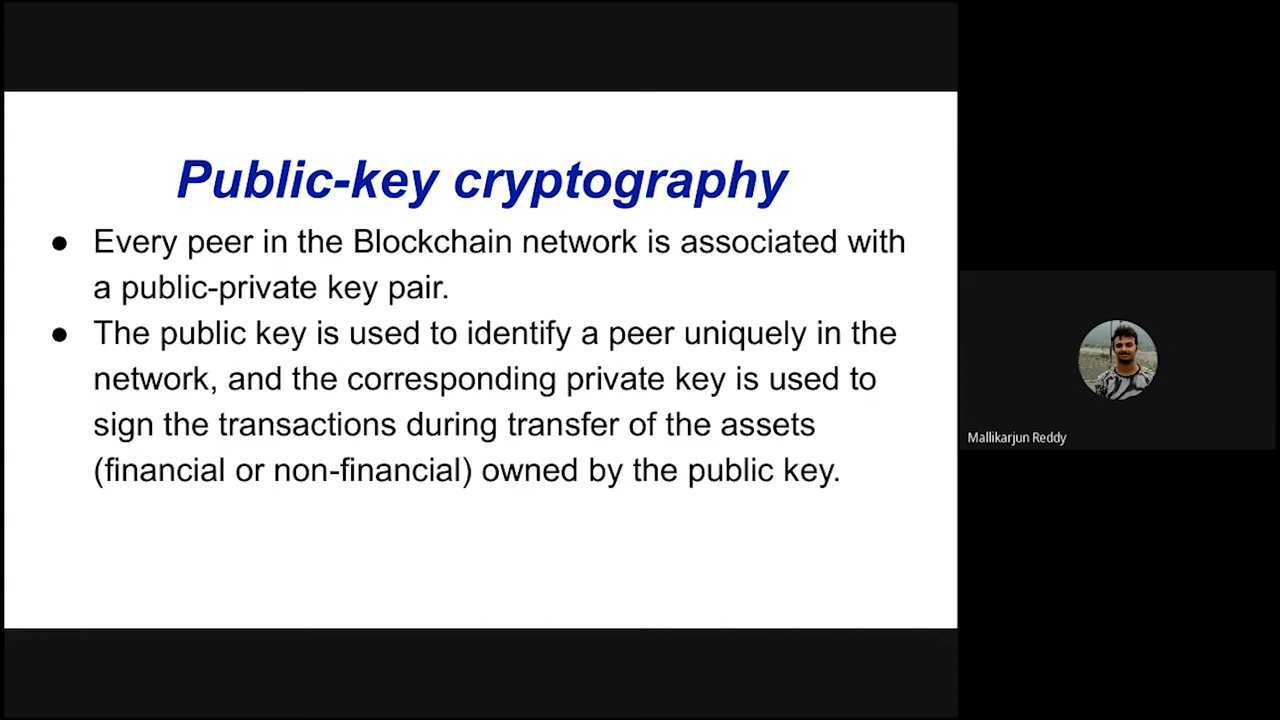 Public-key cryptography
● Every peer in the Blockchain network is associated with
a public-private key pair.
● The public key is used to identify a peer uniquely in the
network, and the corresponding private key is used to
sign the transactions during transfer of the assets
(financial or non-financial) owned by the public key.
Mallikarjun Reddy